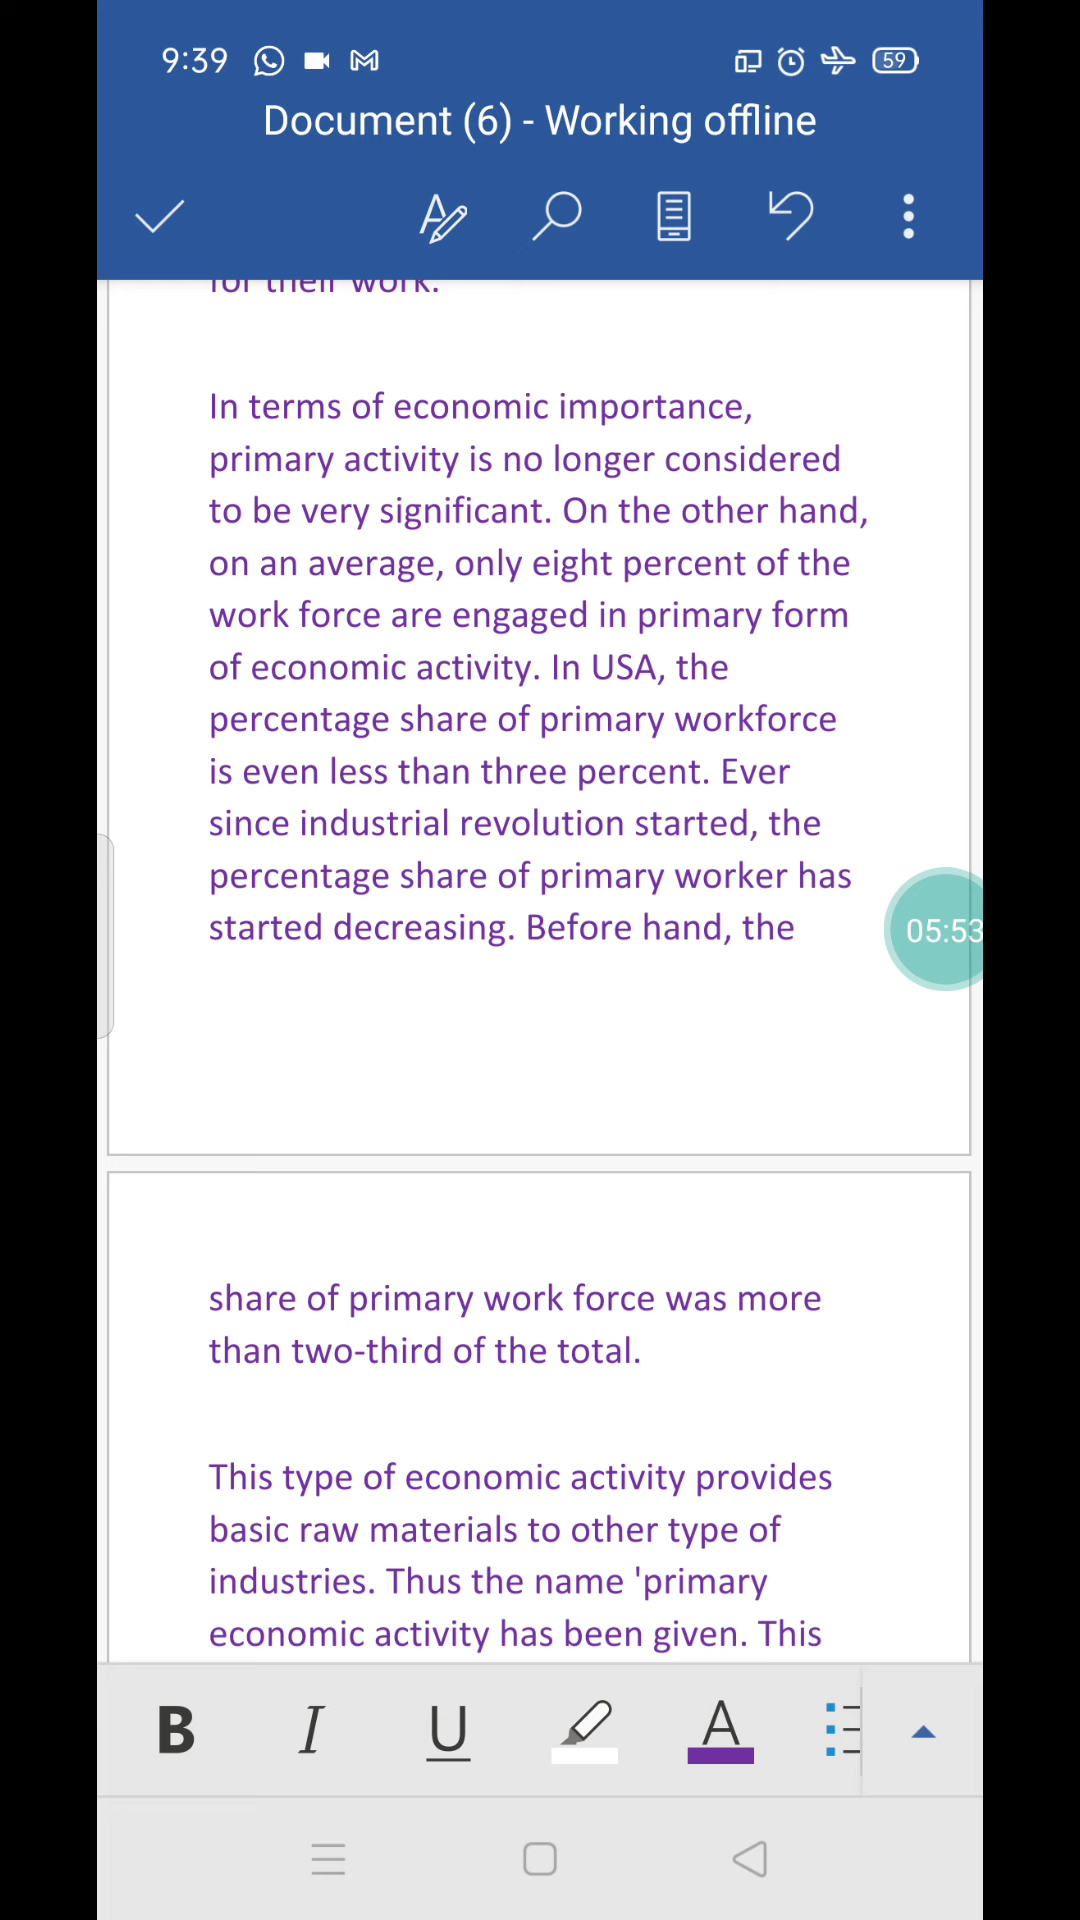 9:39
59
Document (6) - Working offline
for their work.
In terms of economic importance,
primary activity is no longer considered
to be very significant. On the other hand,
on an average, only eight percent of the
work force are engaged in primary form
of economic activity. In USA, the
percentage share of primary workforce
is even less than three percent. Ever
since industrial revolution started, the
percentage share of primary worker has
started decreasing. Before hand, the
05:53
share of primary work force was more
than two-third of the total.
This type of economic activity provides
basic raw materials to other type of
industries. Thus the name 'primary
economic activity has been given. This
B I U A